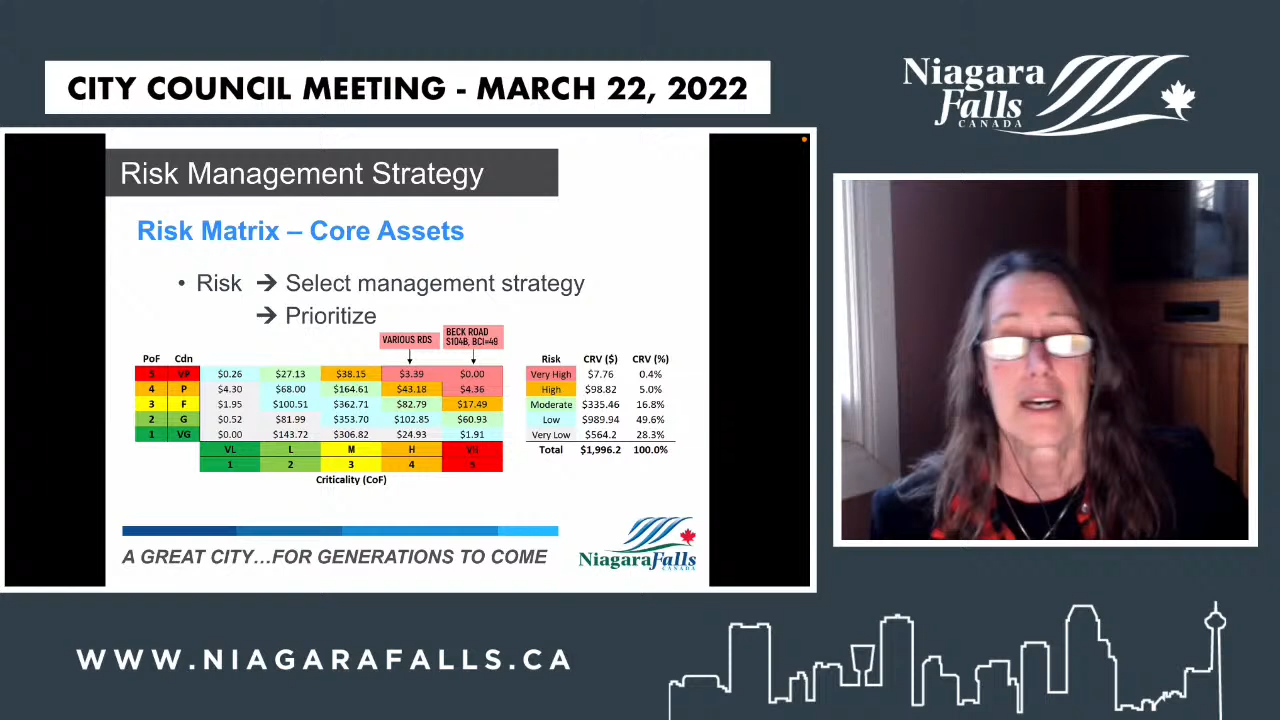 CITY COUNCIL MEETING - MARCH 22, 2022
Niagara
Falls
CANADA
Risk Management Strategy
Risk Matrix – Core Assets
• Risk → Select management strategy
→ Prioritize
VARIOUS RDS
BECK ROAD
S104B, BCI=49
PoF Cdn
5 VP $0.26 $27.13 $38.15 $3.39 $0.00
4 P $4.30 $68.00 $164.61 $43.18 $4.36
3 F $1.95 $100.51 $362.71 $82.79 $17.49
2 G $0.52 $81.99 $353.70 $102.85 $60.93
1 VG $0.00 $143.72 $306.82 $24.93 $1.91
VL L M H VH
1 2 3 4 5
Criticality (CoF)
Risk CRV ($) CRV (%)
Very High $7.76 0.4%
High $98.82 5.0%
Moderate $335.46 16.8%
Low $989.94 49.6%
Very Low $564.2 28.3%
Total $1,996.2 100.0%
A GREAT CITY...FOR GENERATIONS TO COME
NiagaraFalls
CANADA
WWW.NIAGARAFALLS.CA